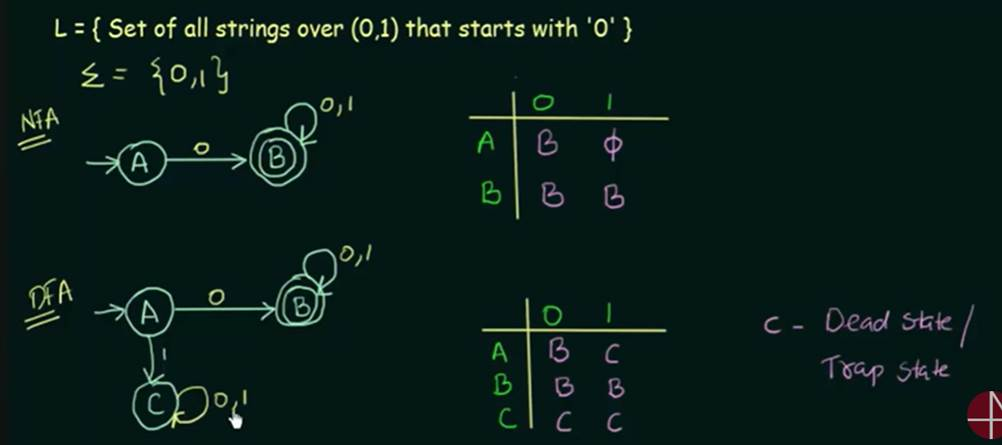 L = { Set of all strings over (0,1) that starts with '0' }
Σ = {0,1}
NFA
A
0
B
0,1
0 1
A B ϕ
B B B
DFA
A
0
B
0,1
1
C
0,1
0 1
A B C
B B B
C C C
C - Dead state /
Trap state
N